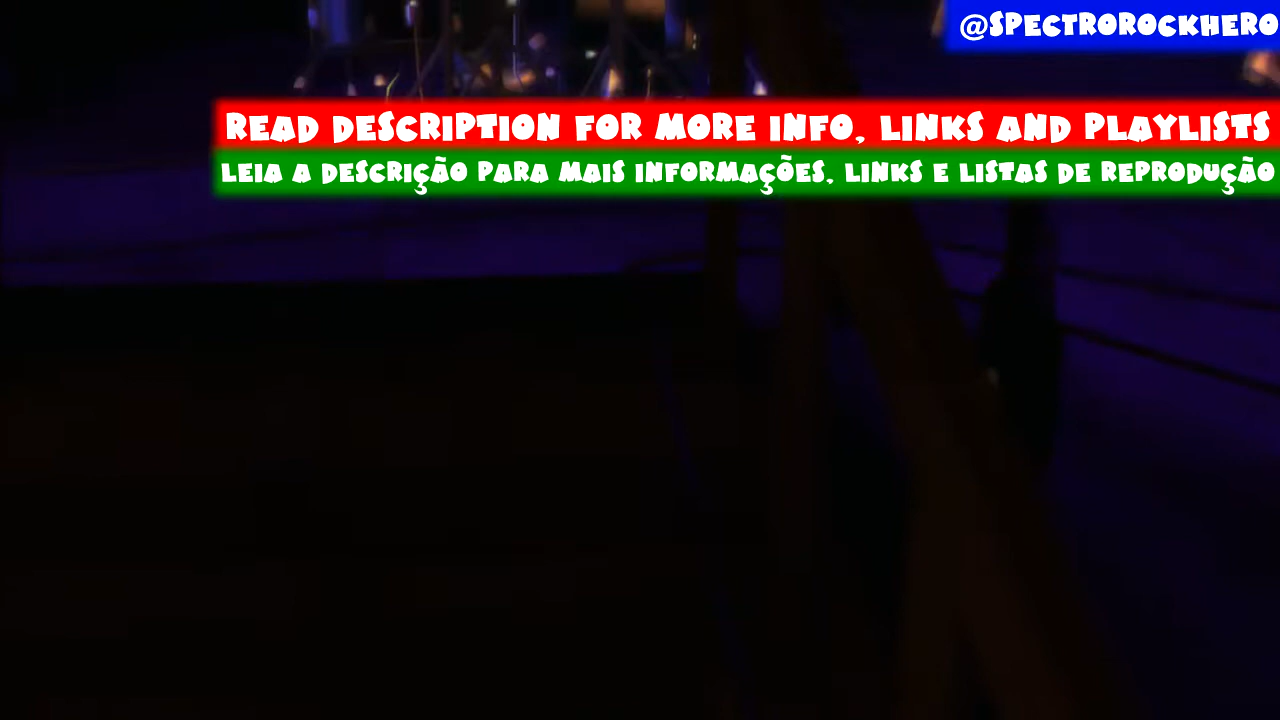 @SPECTROROCKHERO
READ DESCRIPTION FOR MORE INFO, LINKS AND PLAYLISTS
LEIA A DESCRIÇÃO PARA MAIS INFORMAÇÕES, LINKS E LISTAS DE REPRODUÇÃO